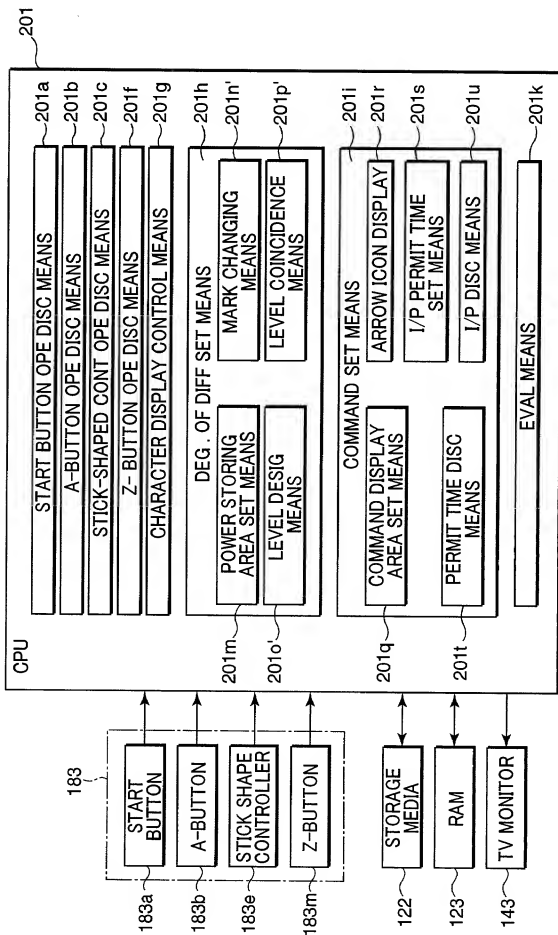 183
START
BUTTON
183a
A-BUTTON
183b
STICK SHAPE
CONTROLLER
183e
Z-BUTTON
183m
STORAGE
MEDIA
122
RAM
123
TV MONITOR
143
CPU
201
START BUTTON OPE DISC MEANS
201a
A-BUTTON OPE DISC MEANS
201b
STICK-SHAPED CONT OPE DISC MEANS
201c
Z- BUTTON OPE DISC MEANS
201f
CHARACTER DISPLAY CONTROL MEANS
201g
DEG. OF DIFF SET MEANS
201h
POWER STORING
AREA SET MEANS
201m
MARK CHANGING
MEANS
201n'
LEVEL DESIG
MEANS
201o'
LEVEL COINCIDENCE
MEANS
201p'
COMMAND SET MEANS
201i
COMMAND DISPLAY
AREA SET MEANS
201q
ARROW ICON DISPLAY
201r
I/P PERMIT TIME
SET MEANS
201s
PERMIT TIME DISC
MEANS
201t
I/P DISC MEANS
201u
EVAL MEANS
201k